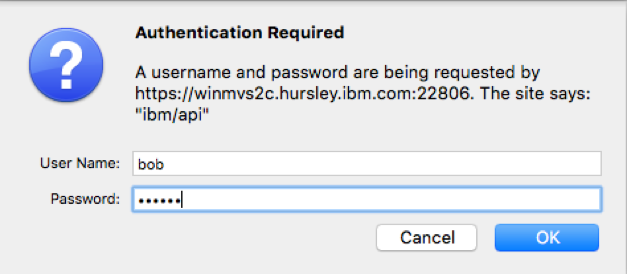 Authentication Required
A username and password are being requested by
https://winmvs2c.hursley.ibm.com:22806. The site says:
"ibm/api"
User Name: bob
Password: ••••••
Cancel OK